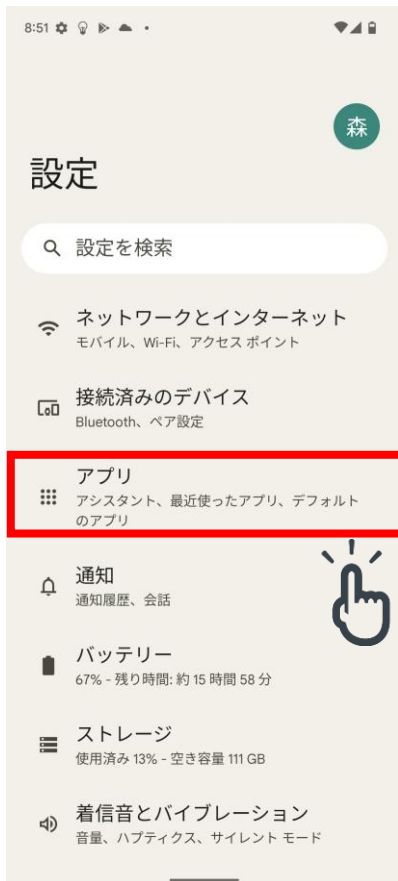 8:51
森
設定
設定を検索
ネットワークとインターネット
モバイル、Wi-Fi、アクセス ポイント
接続済みのデバイス
Bluetooth、ペア設定
アプリ
アシスタント、最近使ったアプリ、デフォルト
のアプリ
通知
通知履歴、会話
バッテリー
67% - 残り時間: 約 15 時間 58 分
ストレージ
使用済み 13% - 空き容量 111 GB
着信音とバイブレーション
音量、ハプティクス、サイレント モード